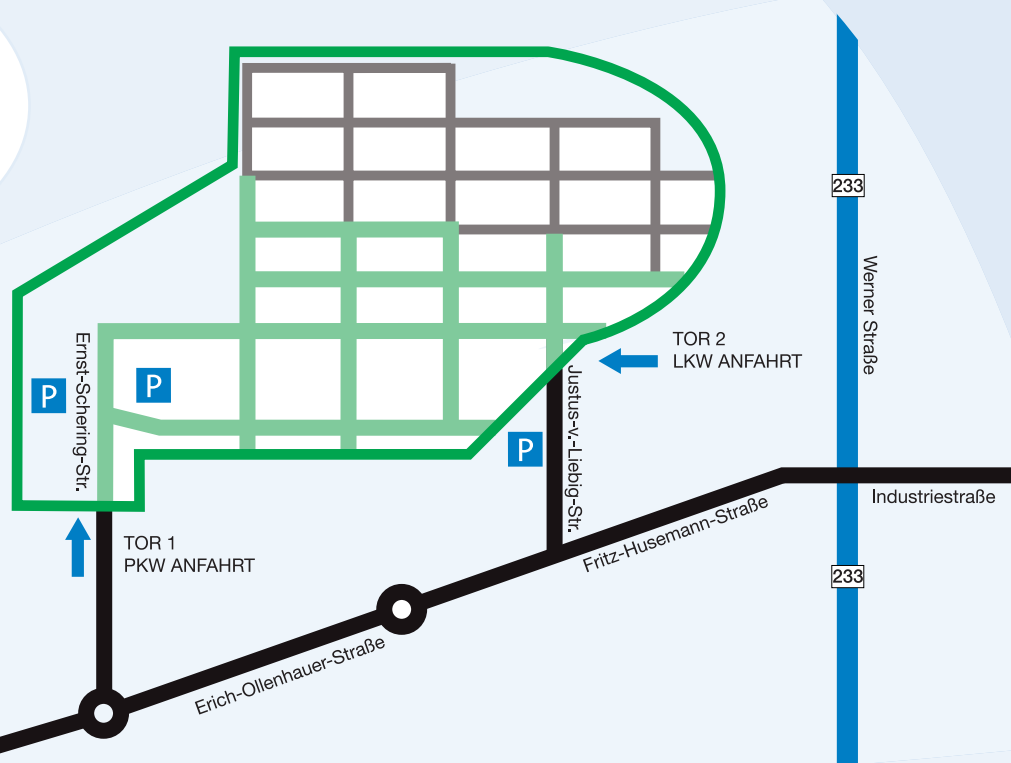 233
Werner Straße
Ernst-Schering-Str.
P
P
TOR 2
LKW ANFAHRT
Justus-v.-Liebig-Str.
P
Industriestraße
Fritz-Husemann-Straße
TOR 1
PKW ANFAHRT
233
Erich-Ollenhauer-Straße